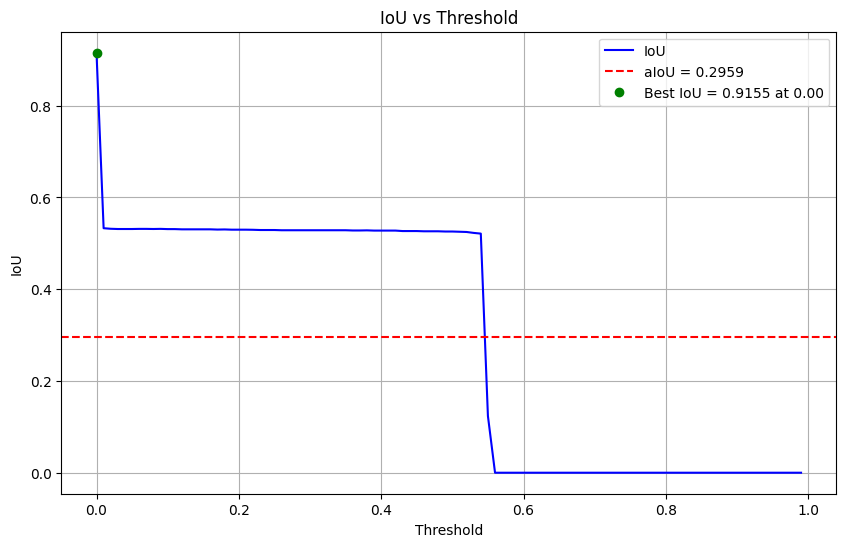 IoU vs Threshold
IoU
aIoU = 0.2959
Best IoU = 0.9155 at 0.00
IoU
0.8
0.6
0.4
0.2
0.0
0.0 0.2 0.4 0.6 0.8 1.0
Threshold